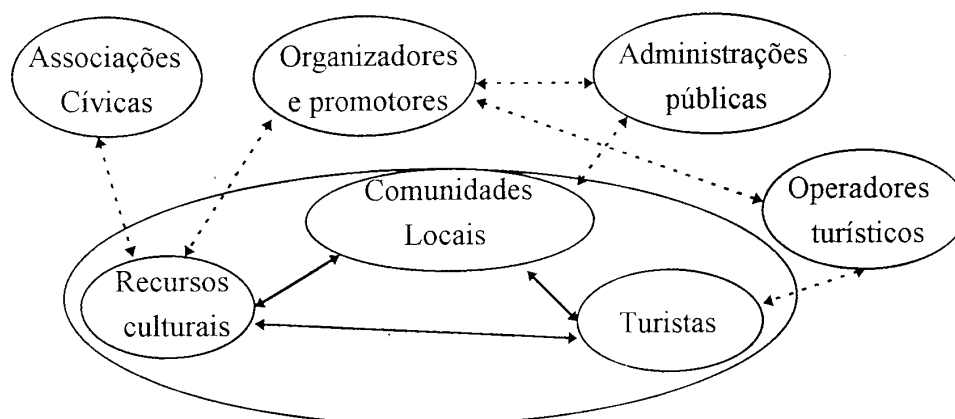 Associações
Cívicas
Organizadores
e promotores
Administrações
públicas
Comunidades
Locais
Operadores
turísticos
Recursos
culturais
Turistas